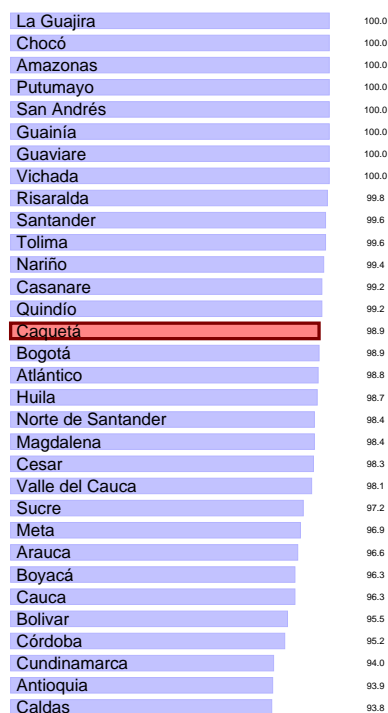 La Guajira 100.0
Chocó 100.0
Amazonas 100.0
Putumayo 100.0
San Andrés 100.0
Guainía 100.0
Guaviare 100.0
Vichada 100.0
Risaralda 99.8
Santander 99.6
Tolima 99.6
Nariño 99.4
Casanare 99.2
Quindío 99.2
Caquetá 98.9
Bogotá 98.9
Atlántico 98.8
Huila 98.7
Norte de Santander 98.4
Magdalena 98.4
Cesar 98.3
Valle del Cauca 98.1
Sucre 97.2
Meta 96.9
Arauca 96.6
Boyacá 96.3
Cauca 96.3
Bolivar 95.5
Córdoba 95.2
Cundinamarca 94.0
Antioquia 93.9
Caldas 93.8